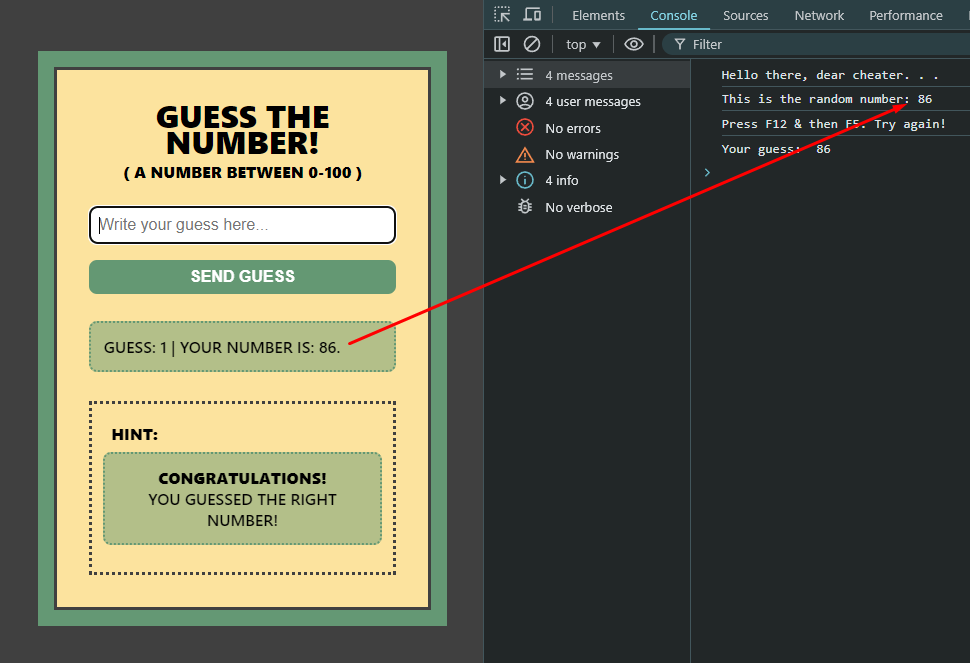 GUESS THE
NUMBER!
( A NUMBER BETWEEN 0-100 )
Write your guess here...
SEND GUESS
GUESS: 1 | YOUR NUMBER IS: 86.
HINT:
CONGRATULATIONS!
YOU GUESSED THE RIGHT
NUMBER!
Elements Console Sources Network Performance
top Filter
4 messages
4 user messages
No errors
No warnings
4 info
No verbose
Hello there, dear cheater. . .
This is the random number: 86
Press F12 & then F5. Try again!
Your guess: 86